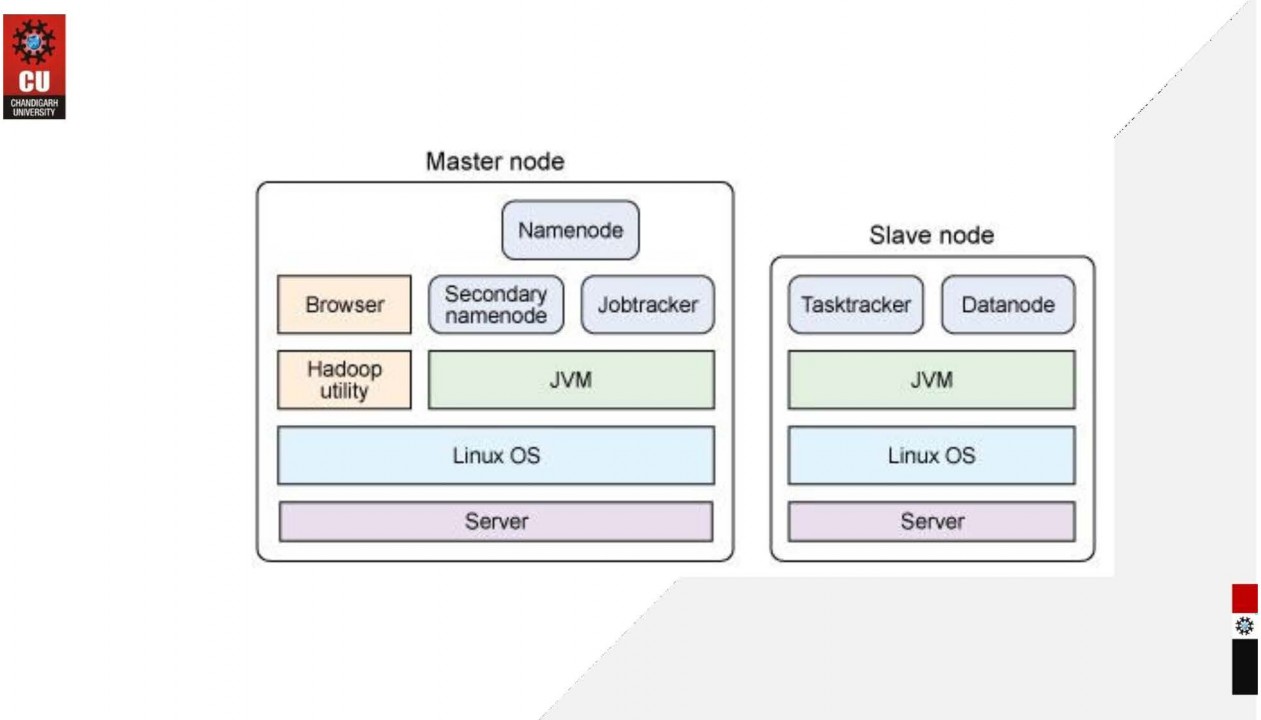 CU
CHANDIGARH
UNIVERSITY
Master node
Namenode
Browser
Secondary
namenode
Jobtracker
Hadoop
utility
JVM
Linux OS
Server
Slave node
Tasktracker
Datanode
JVM
Linux OS
Server